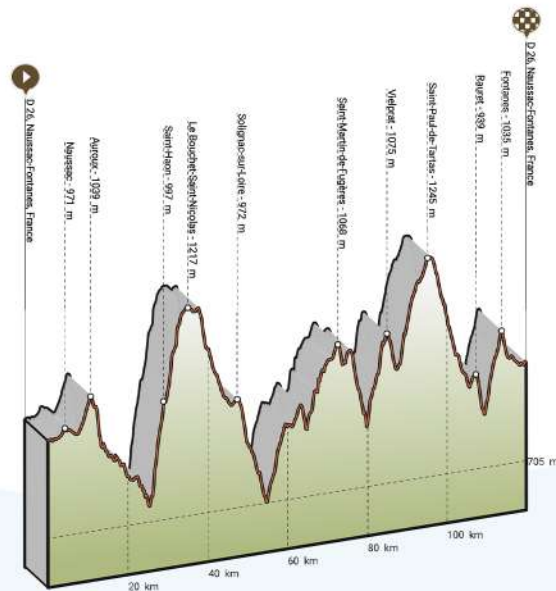 D 26, Naussac-Fontanes, France
Naussac - 971 m
Auroux - 1039 m
Saint-Haon - 997 m
Le Bouchet-Saint-Nicolas - 1217 m
Solignac-sur-Loire - 972 m
Saint-Martin-de-Fugères - 1068 m
Vielprat - 1075 m
Saint-Paul-de-Tartas - 1245 m
Rauret - 939 m
Fontanes - 1035 m
D 26, Naussac-Fontanes, France
705 m
20 km
40 km
60 km
80 km
100 km